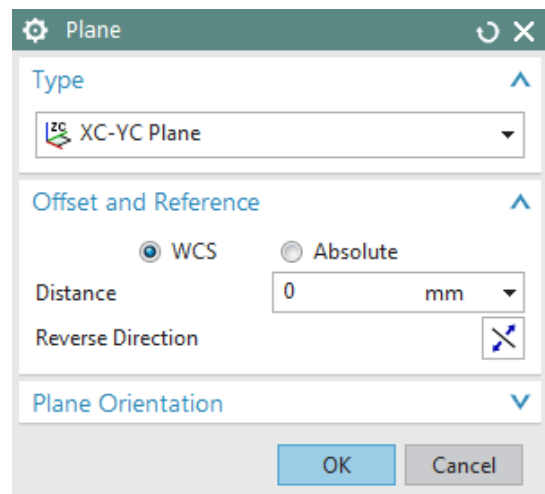 Plane
Type
ZC XC-YC Plane
Offset and Reference
WCS Absolute
Distance 0 mm
Reverse Direction
Plane Orientation
OK Cancel